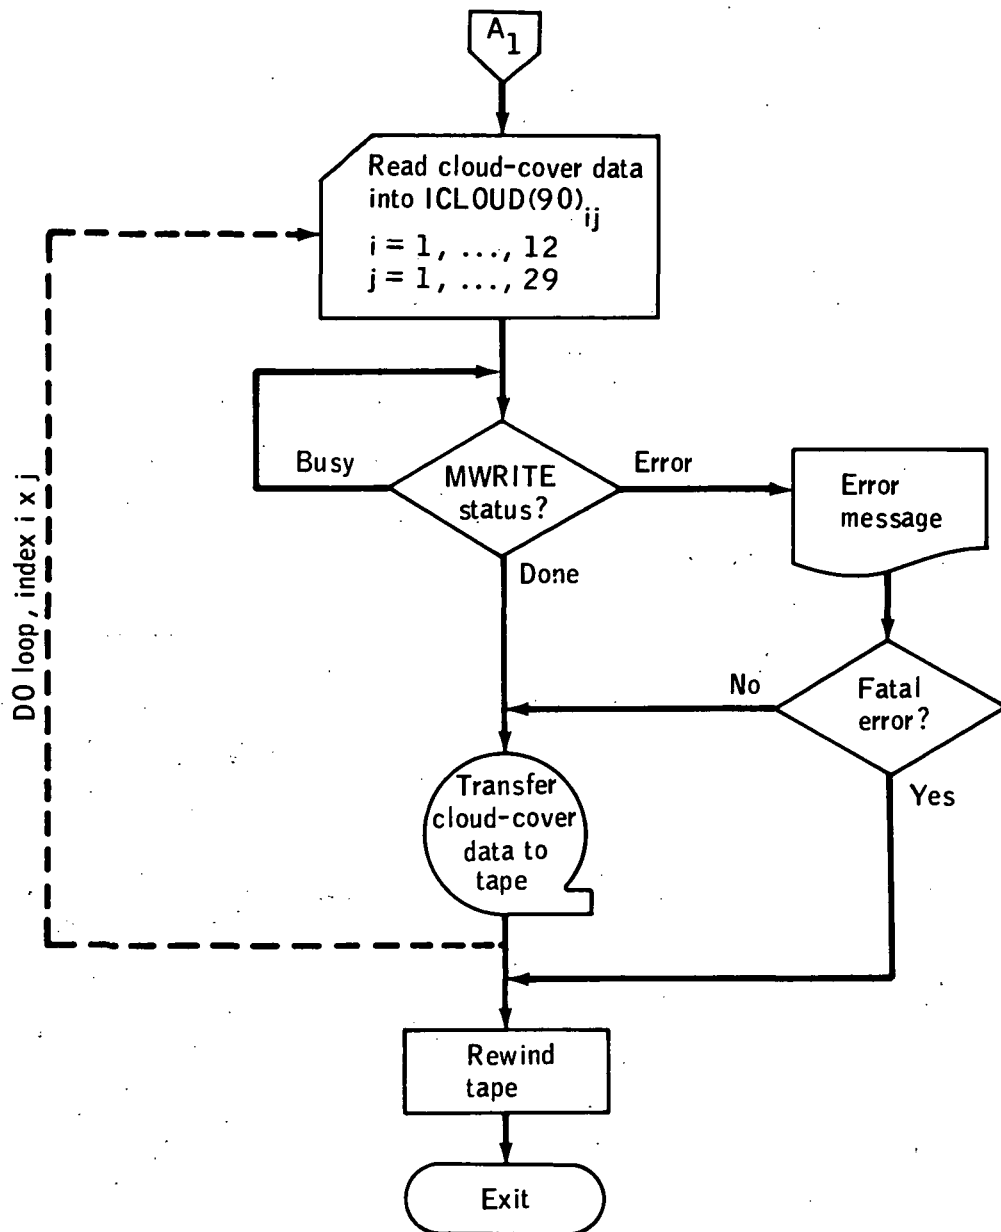 A1
Read cloud-cover data
into ICLOUD(90)ij
i = 1, ..., 12
j = 1, ..., 29
DO loop, index i x j
Busy
MWRITE
status?
Error
Done
Error
message
No
Fatal
error?
Yes
Transfer
cloud-cover
data to
tape
Rewind
tape
Exit